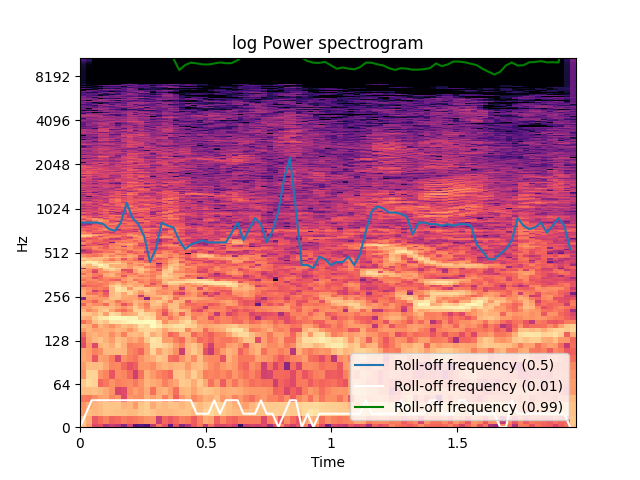 log Power spectrogram
8192
4096
2048
1024
512
256
128
64
0
Hz
0
0.5
1
1.5
Time
Roll-off frequency (0.5)
Roll-off frequency (0.01)
Roll-off frequency (0.99)